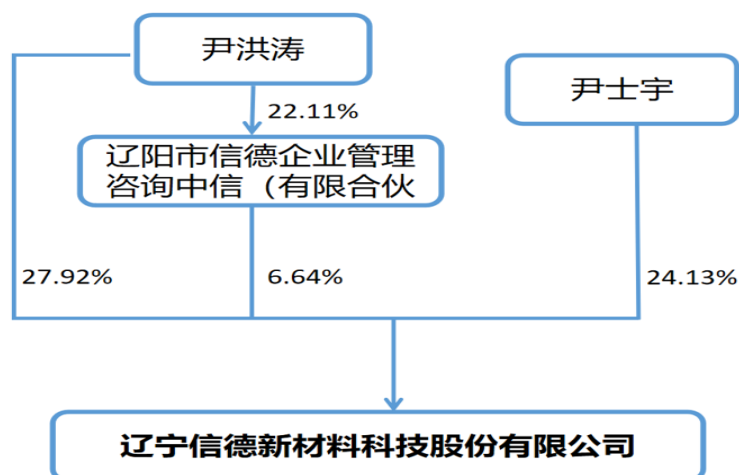 尹洪涛
尹士宇
22.11%
辽阳市信德企业管理
咨询中信（有限合伙
27.92%
6.64%
24.13%
辽宁信德新材料科技股份有限公司